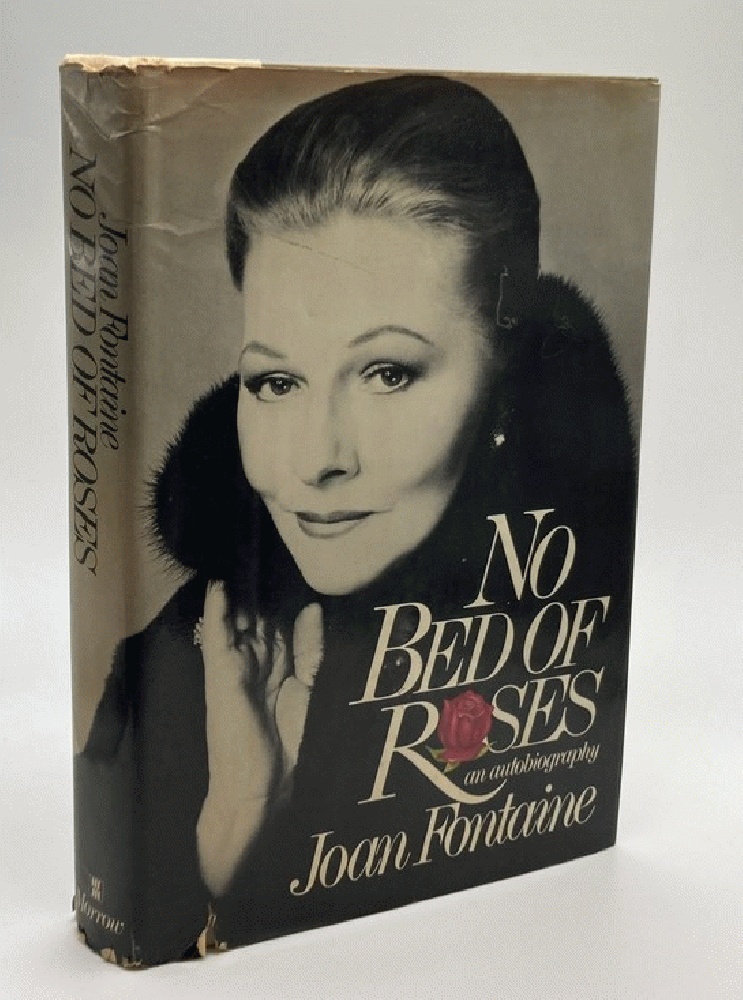 Joan Fontaine
NO BED OF ROSES
Morrow
NO
BED OF
ROSES
an autobiography
Joan Fontaine